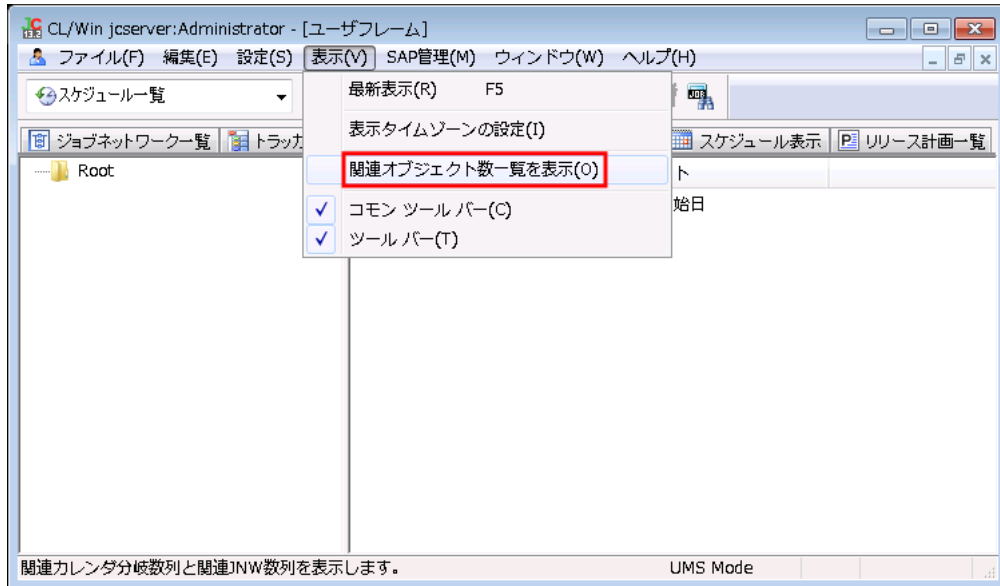 CL/Win jcserver:Administrator - [ユーザフレーム]
ファイル(F) 編集(E) 設定(S) 表示(V) SAP管理(M) ウィンドウ(W) ヘルプ(H)
スケジュール一覧
最新表示(R) F5
表示タイムゾーンの設定(I)
関連オブジェクト数一覧を表示(O)
コモン ツール バー(C)
ツール バー(T)
ジョブネットワーク一覧 トラッカ スケジュール表示 リリース計画一覧
Root
ト
始日
関連カレンダ分岐数列と関連JNW数列を表示します。 UMS Mode